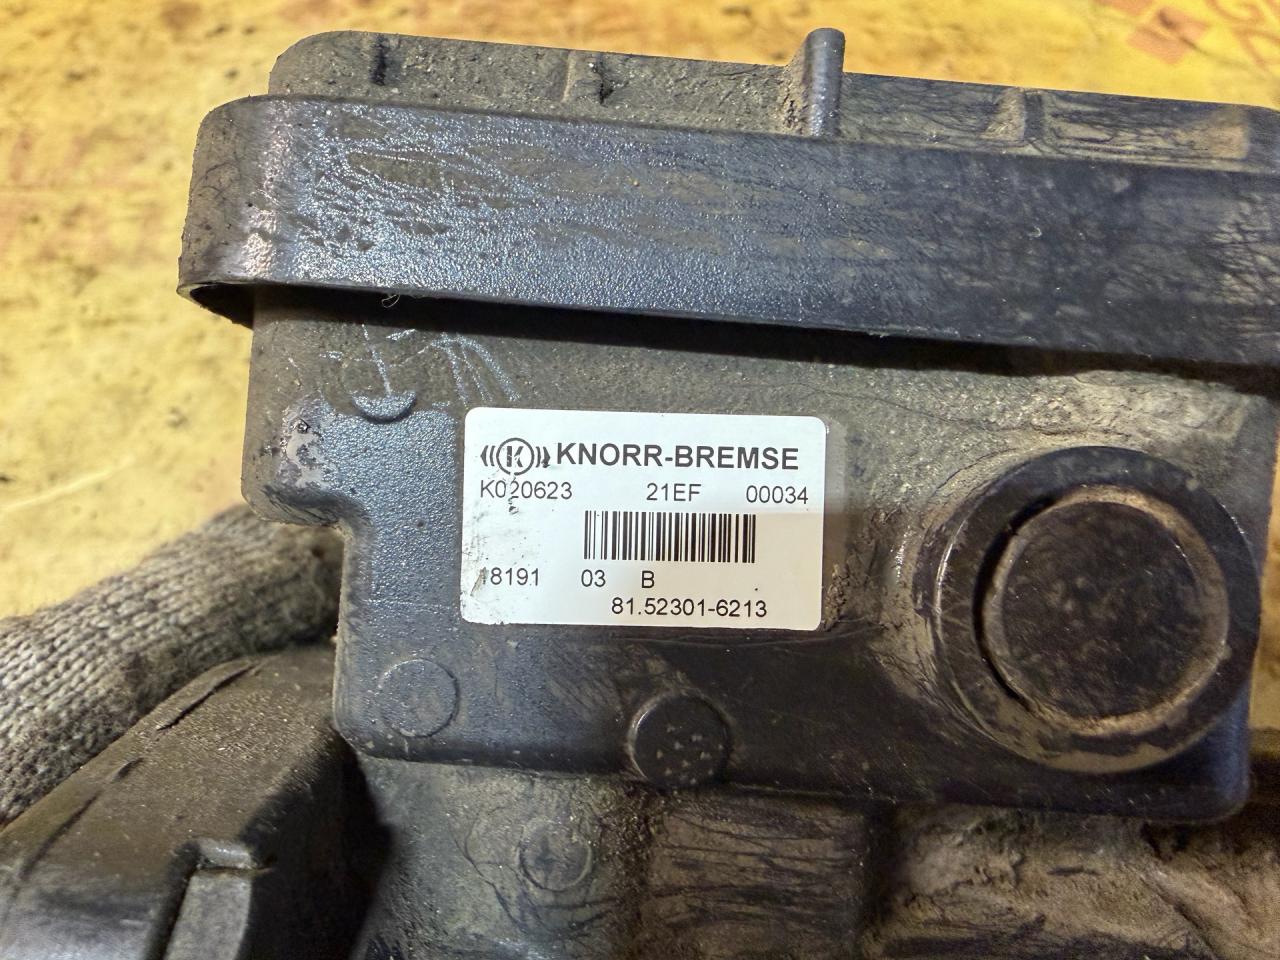 KNORR-BREMSE
K020623 21EF 00034
18191 03 B
81.52301-6213